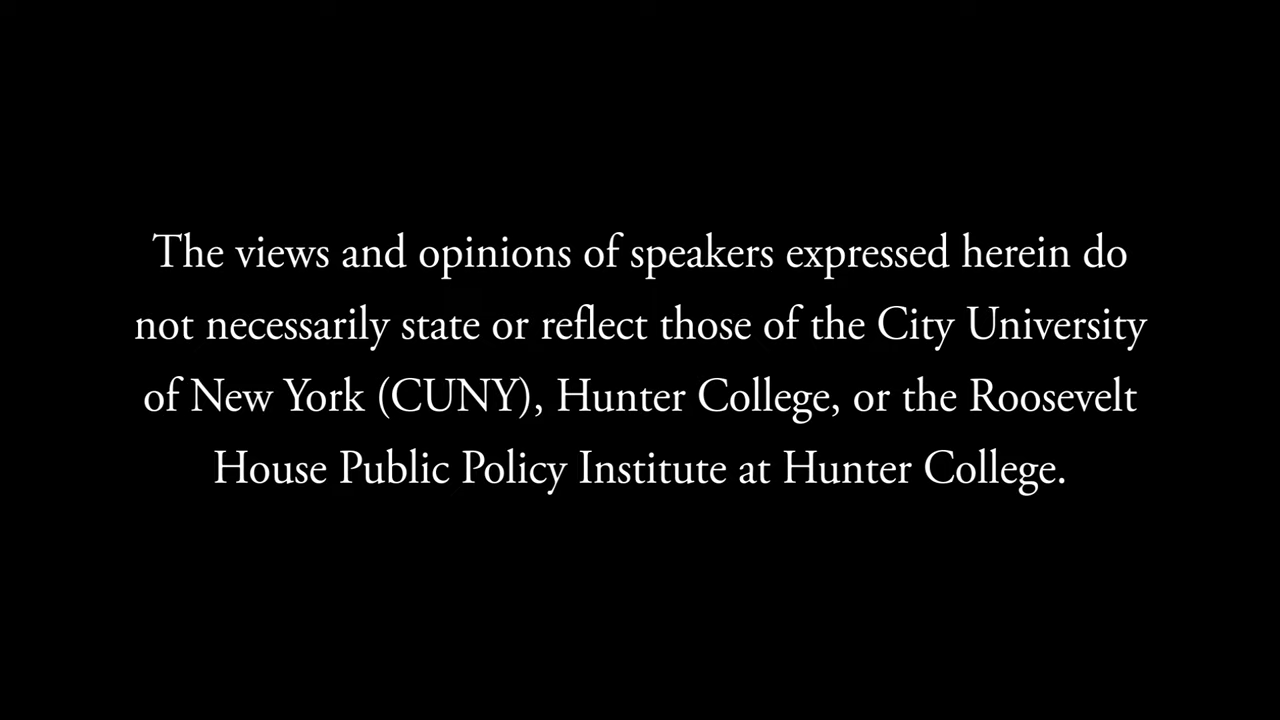 The views and opinions of speakers expressed herein do
not necessarily state or reflect those of the City University
of New York (CUNY), Hunter College, or the Roosevelt
House Public Policy Institute at Hunter College.